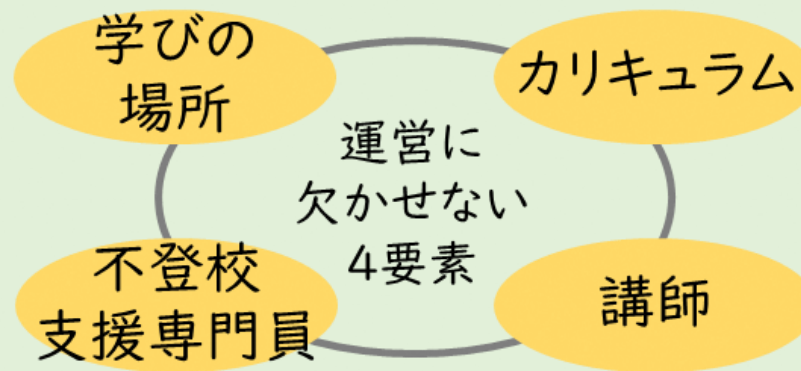 学びの
場所
カリキュラム
運営に
欠かせない
4要素
不登校
支援専門員
講師